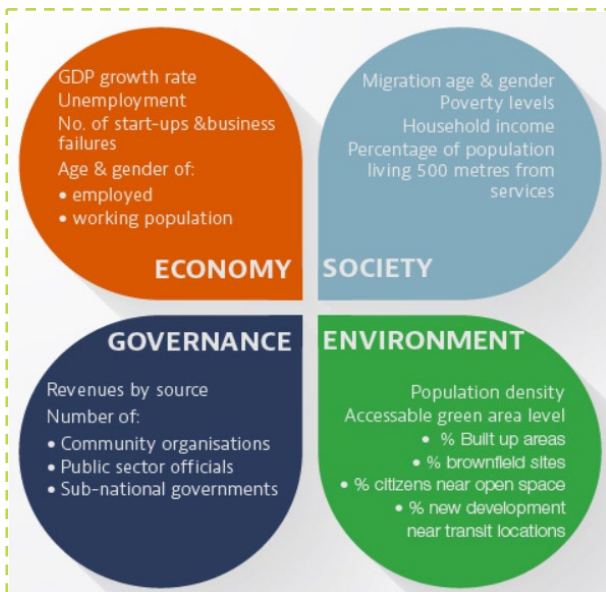 GDP growth rate
Unemployment
No. of start-ups &business
failures
Age & gender of:
• employed
• working population
ECONOMY
Migration age & gender
Poverty levels
Household income
Percentage of population
living 500 metres from
services
SOCIETY
GOVERNANCE
Revenues by source
Number of:
• Community organisations
• Public sector officials
• Sub-national governments
ENVIRONMENT
Population density
Accessable green area level
• % Built up areas
• % brownfield sites
• % citizens near open space
• % new development
near transit locations